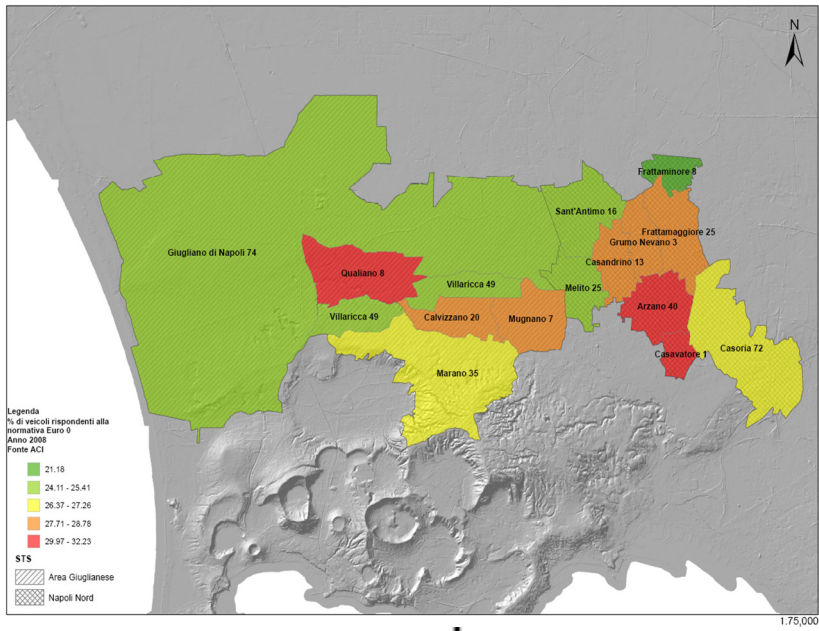 N
Frattaminore 8
Sant'Antimo 16
Frattamaggiore 25
Grumo Nevano 3
Giugliano di Napoli 74
Casandrino 13
Qualiano 8
Villaricca 49
Melito 25
Arzano 40
Villaricca 49
Calvizzano 20
Mugnano 7
Casoria 72
Casavatore 1
Marano 35
Legenda
% di veicoli rispondenti alla
normativa Euro 0
Anno 2008
Fonte ACI
21.18
24.11 - 25.41
26.37 - 27.26
27.71 - 28.78
29.97 - 32.23
STS
Area Giuglianese
Napoli Nord
1:75,000